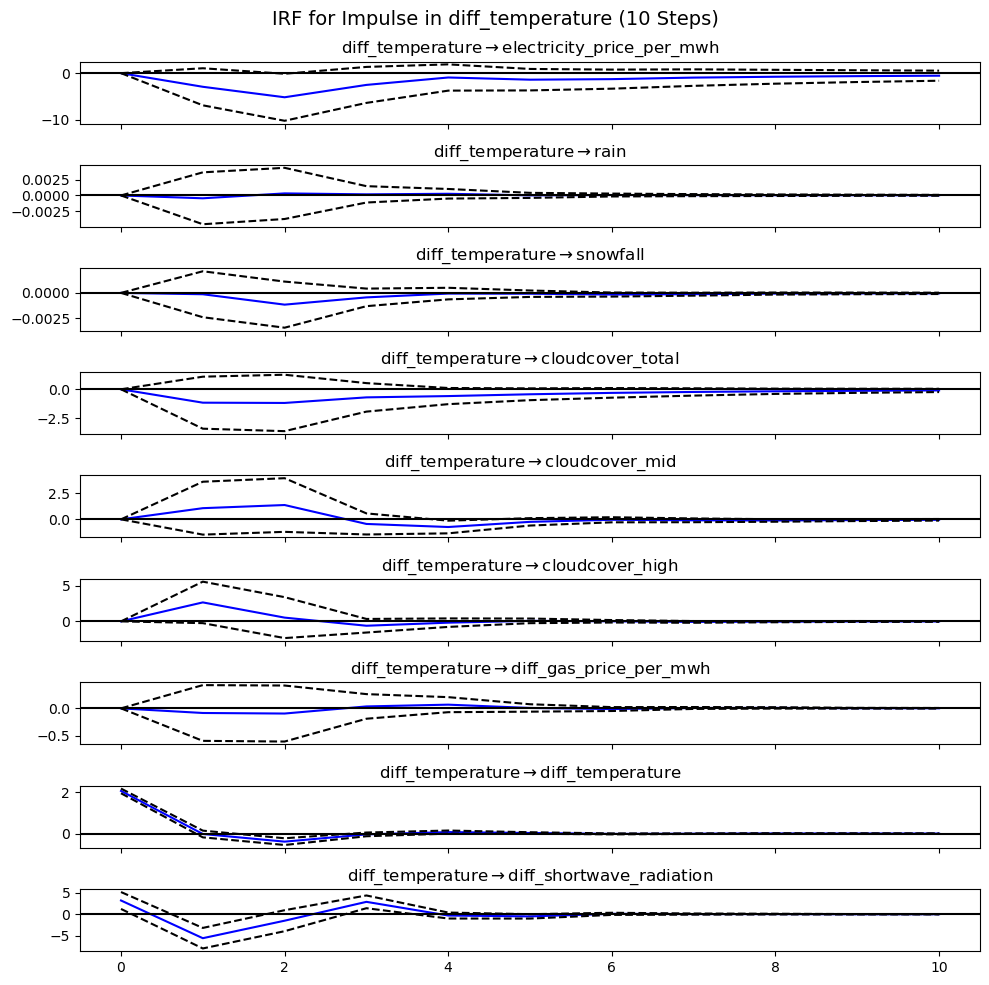 IRF for Impulse in diff_temperature (10 Steps)
diff_temperature→electricity_price_per_mwh
0
−10
diff_temperature→rain
0.0025
0.0000
−0.0025
diff_temperature→snowfall
0.0000
−0.0025
diff_temperature→cloudcover_total
0.0
−2.5
diff_temperature→cloudcover_mid
2.5
0.0
diff_temperature→cloudcover_high
5
0
diff_temperature→diff_gas_price_per_mwh
0.0
−0.5
diff_temperature→diff_temperature
2
0
diff_temperature→diff_shortwave_radiation
5
0
−5
0 2 4 6 8 10